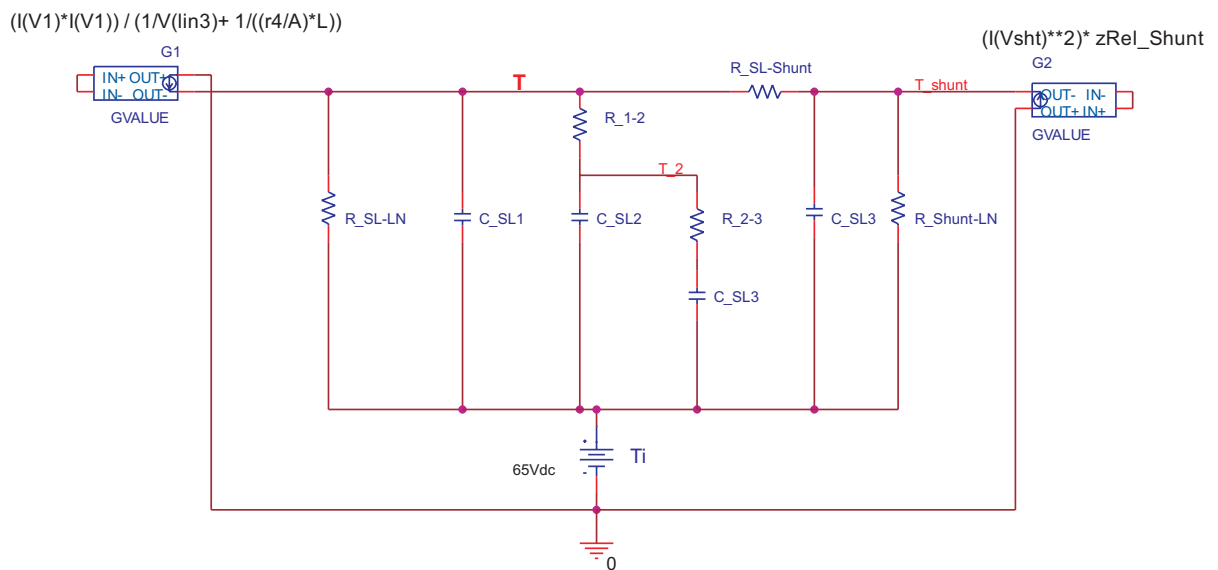 (I(V1)*I(V1)) / (1/V(lin3)+ 1/((r4/A)*L))
(I(Vsht)**2)* zRel_Shunt
G1
G2
IN+ OUT+
IN- OUT-
GVALUE
T
R_SL-Shunt
T_shunt
OUT- IN-
OUT+ IN+
GVALUE
R_1-2
T_2
R_SL-LN
C_SL1
C_SL2
R_2-3
C_SL3
R_Shunt-LN
C_SL3
+
-
65Vdc
Ti
0